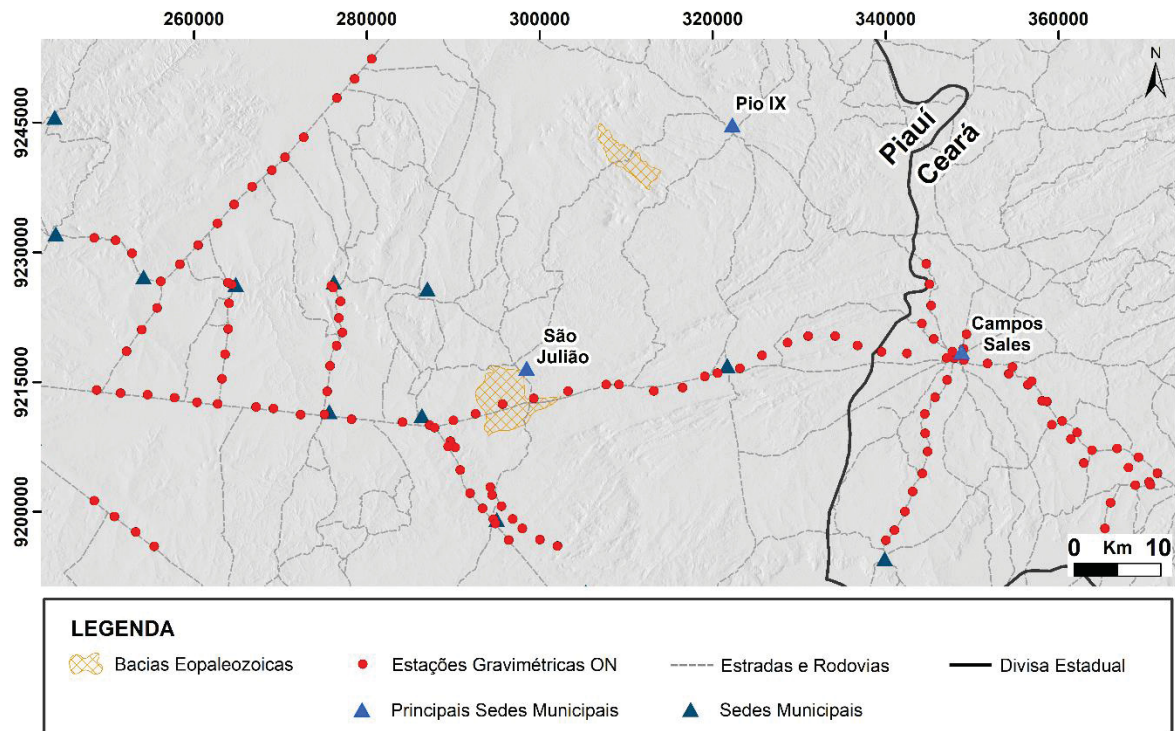 260000 280000 300000 320000 340000 360000
N
9245000
9230000
9215000
9200000
Pio IX
Piauí
Ceará
São
Julião
Campos
Sales
0 Km 10
LEGENDA
Bacias Eopaleozoicas
Estações Gravimétricas ON
Estradas e Rodovias
Divisa Estadual
Principais Sedes Municipais
Sedes Municipais